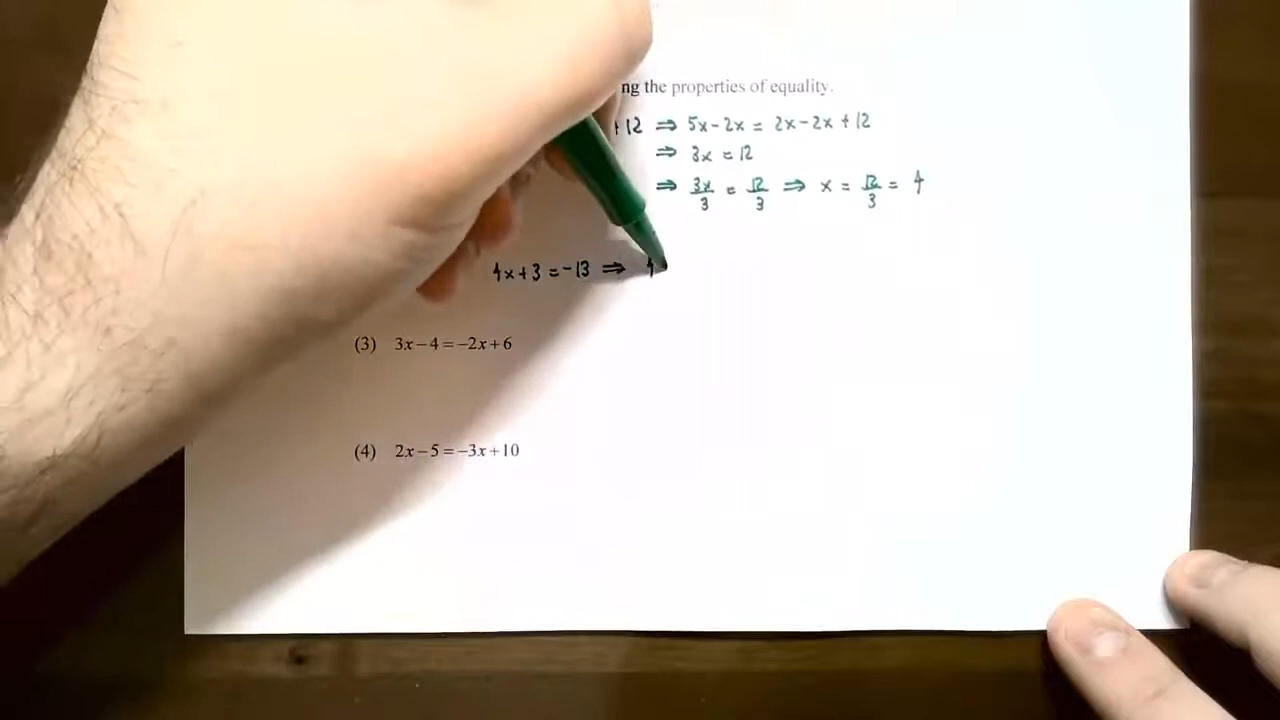 the properties of equality.
+12 ⇒ 5x-2x = 2x-2x+12
⇒ 3x = 12
⇒ 3x/3 = 12/3 ⇒ x = 12/3 = 4
4x+3 = -13 ⇒ 4
(3) 3x-4=-2x+6
(4) 2x-5=-3x+10